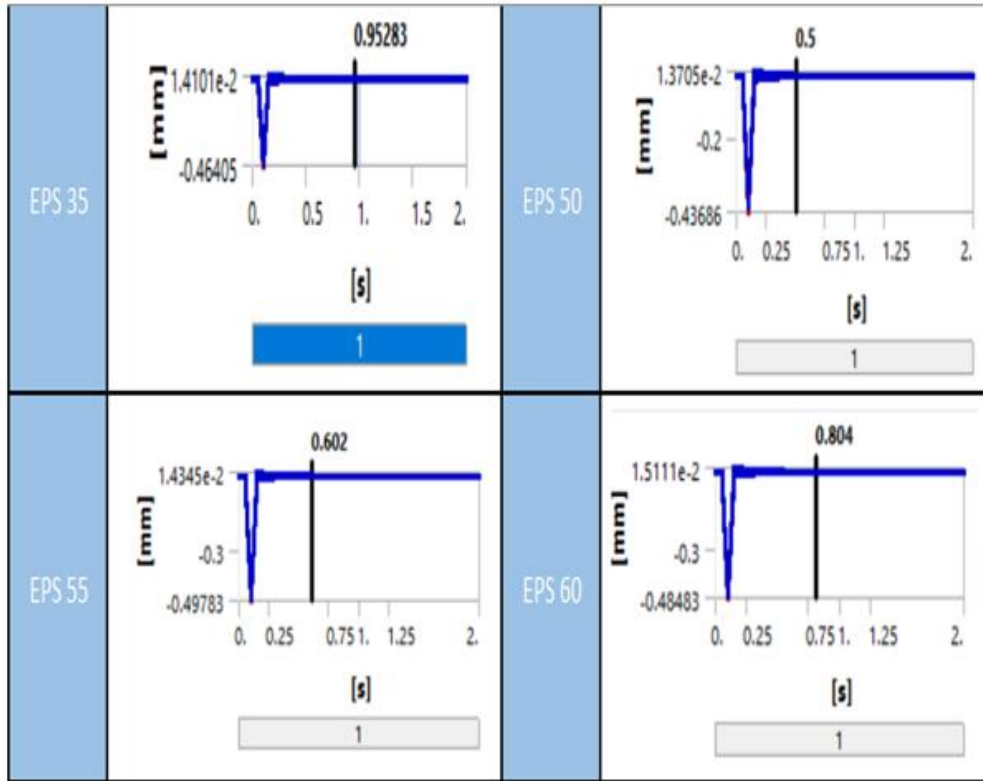 EPS 35
0.95283
1.4101e-2
[mm]
-0.46405
0. 0.5 1. 1.5 2.
[s]
1
EPS 50
0.5
1.3705e-2
[mm]
-0.2
-0.43686
0. 0.25 0.75 1. 1.25 2.
[s]
1
EPS 55
0.602
1.4345e-2
[mm]
-0.3
-0.49783
0. 0.25 0.75 1. 1.25 2.
[s]
1
EPS 60
0.804
1.5111e-2
[mm]
-0.3
-0.48483
0. 0.25 0.75 1. 1.25 2.
[s]
1